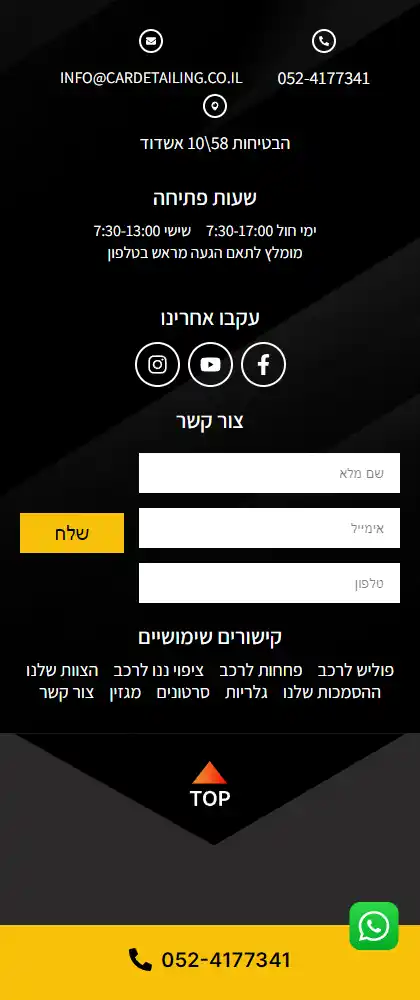 052-4177341
INFO@CARDETAILING.CO.IL
הבטיחות 58\10 אשדוד
שעות פתיחה
ימי חול 7:30-17:00 שישי 7:30-13:00
מומלץ לתאם הגעה מראש בטלפון
עקבו אחרינו
צור קשר
שם מלא
אימייל
טלפון
שלח
קישורים שימושיים
פוליש לרכב פחחות לרכב ציפוי ננו לרכב הצוות שלנו
ההסמכות שלנו גלריות סרטונים מגזין צור קשר
TOP
052-4177341